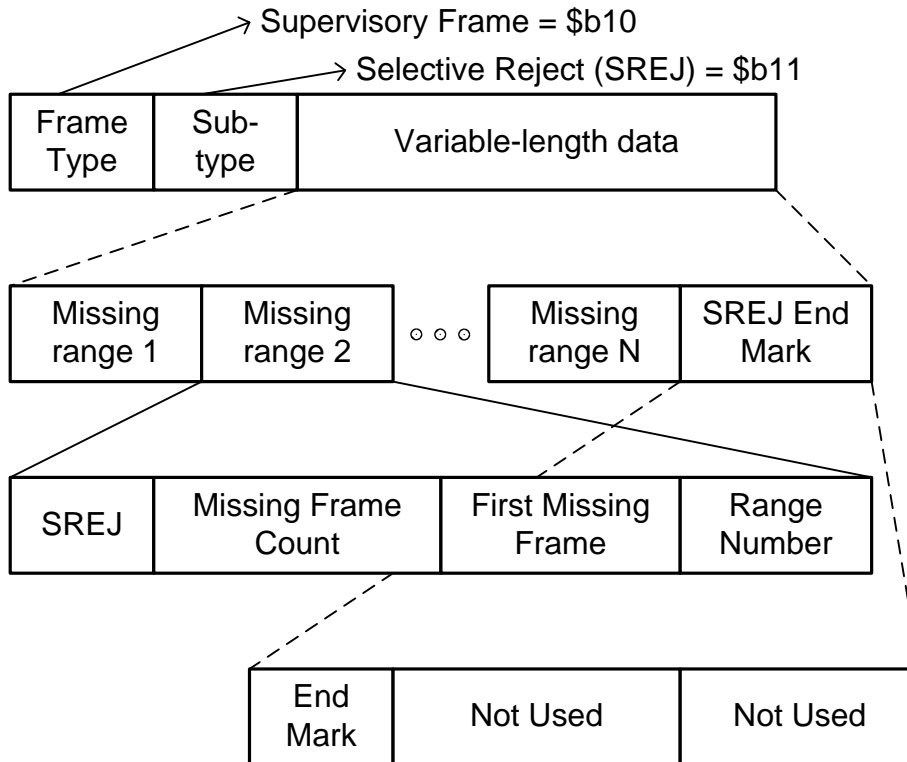 Supervisory Frame = $b10
Selective Reject (SREJ) = $b11
Frame
Type
Sub-
type
Variable-length data
Missing
range 1
Missing
range 2
Missing
range N
SREJ End
Mark
SREJ
Missing Frame
Count
First Missing
Frame
Range
Number
End
Mark
Not Used
Not Used